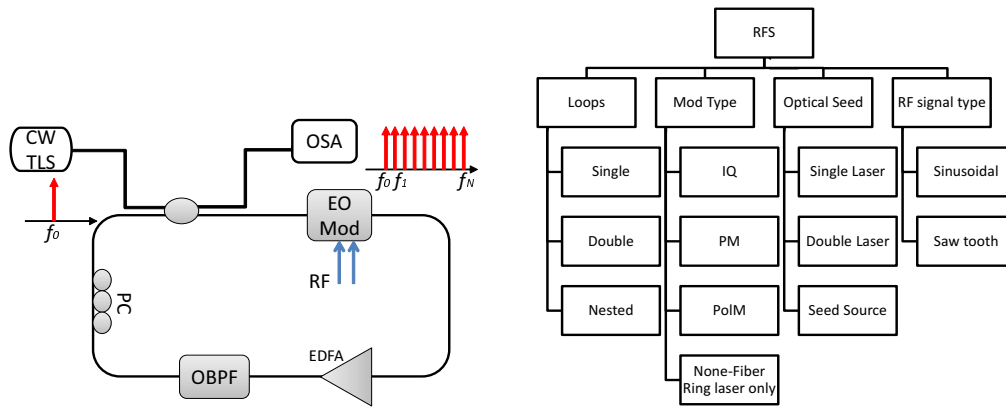 CW
TLS
OSA
f0
f0 f1 fN
EO
Mod
RF
PC
OBPF
EDFA
RFS
Loops
Mod Type
Optical Seed
RF signal type
Single
IQ
Single Laser
Sinusoidal
Double
PM
Double Laser
Saw tooth
Nested
PolM
Seed Source
None-Fiber
Ring laser only